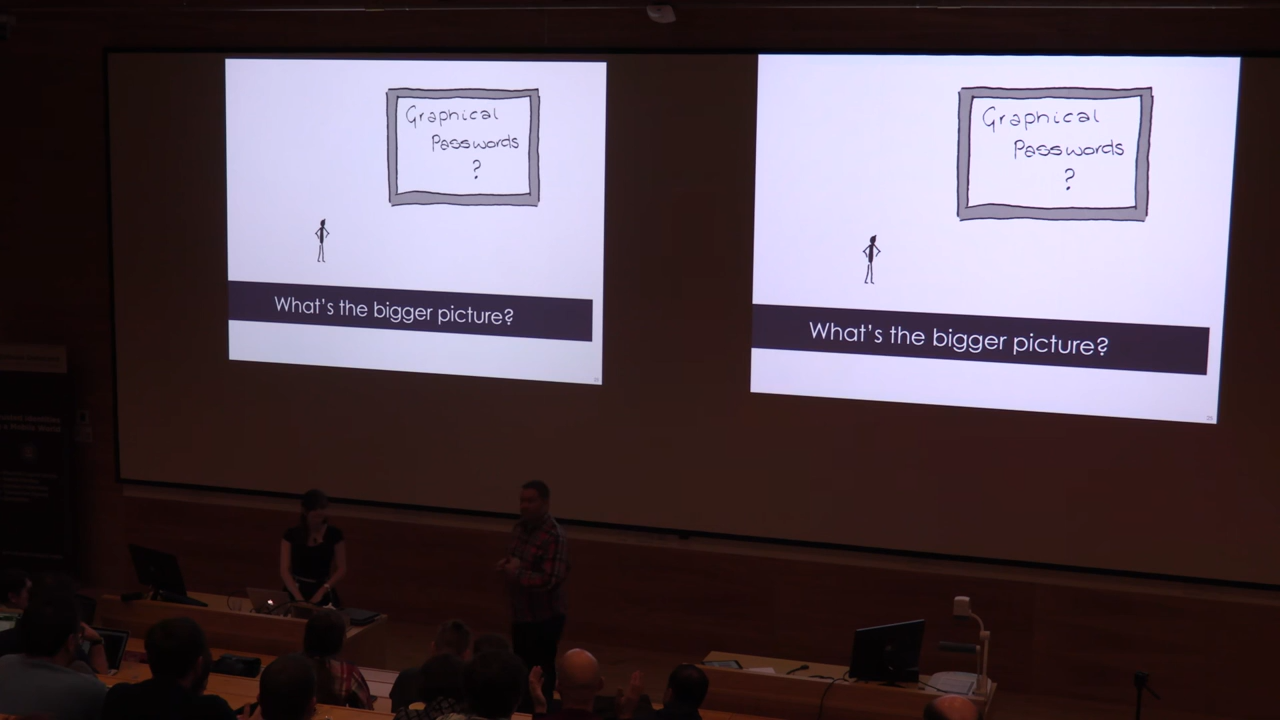 Graphical
Passwords
?
What's the bigger picture?
Graphical
Passwords
?
What's the bigger picture?